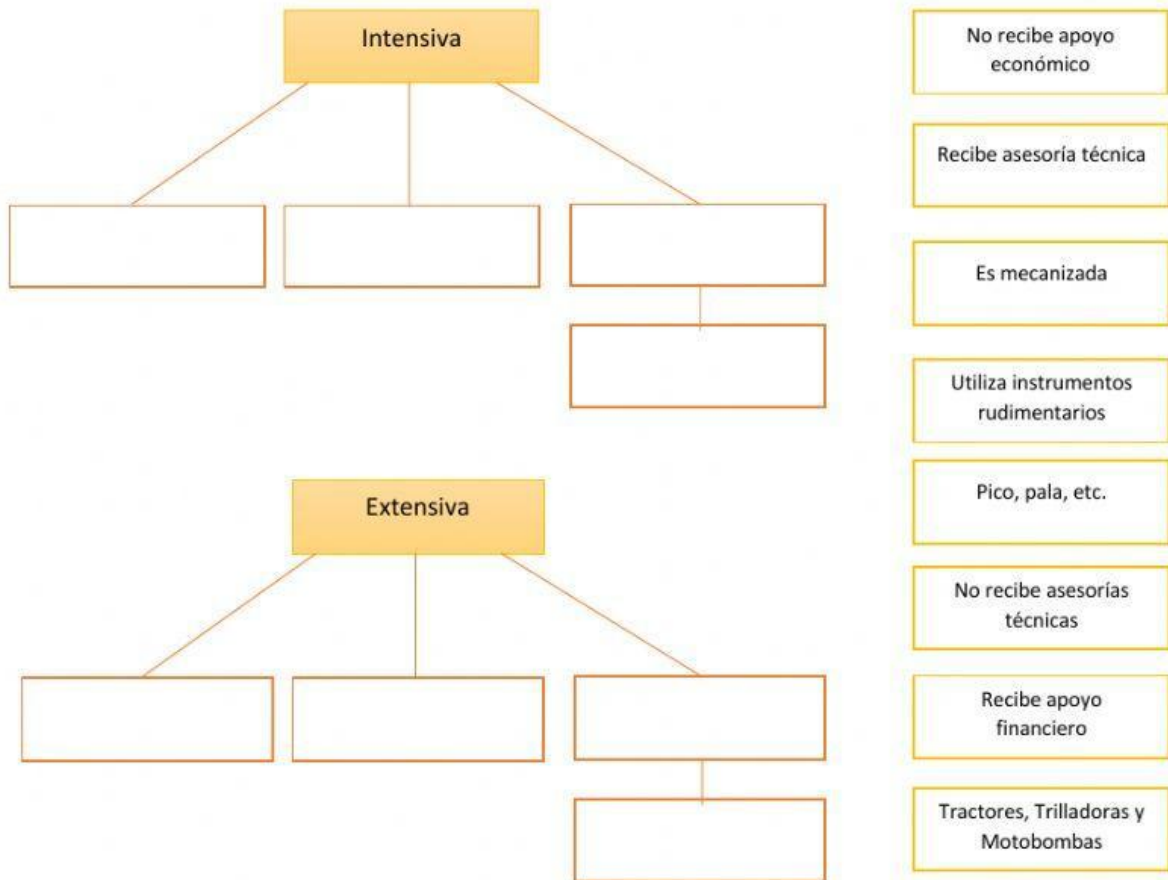 Intensiva
Extensiva
No recibe apoyo
económico
Recibe asesoría técnica
Es mecanizada
Utiliza instrumentos
rudimentarios
Pico, pala, etc.
No recibe asesorías
técnicas
Recibe apoyo
financiero
Tractores, Trilladoras y
Motobombas